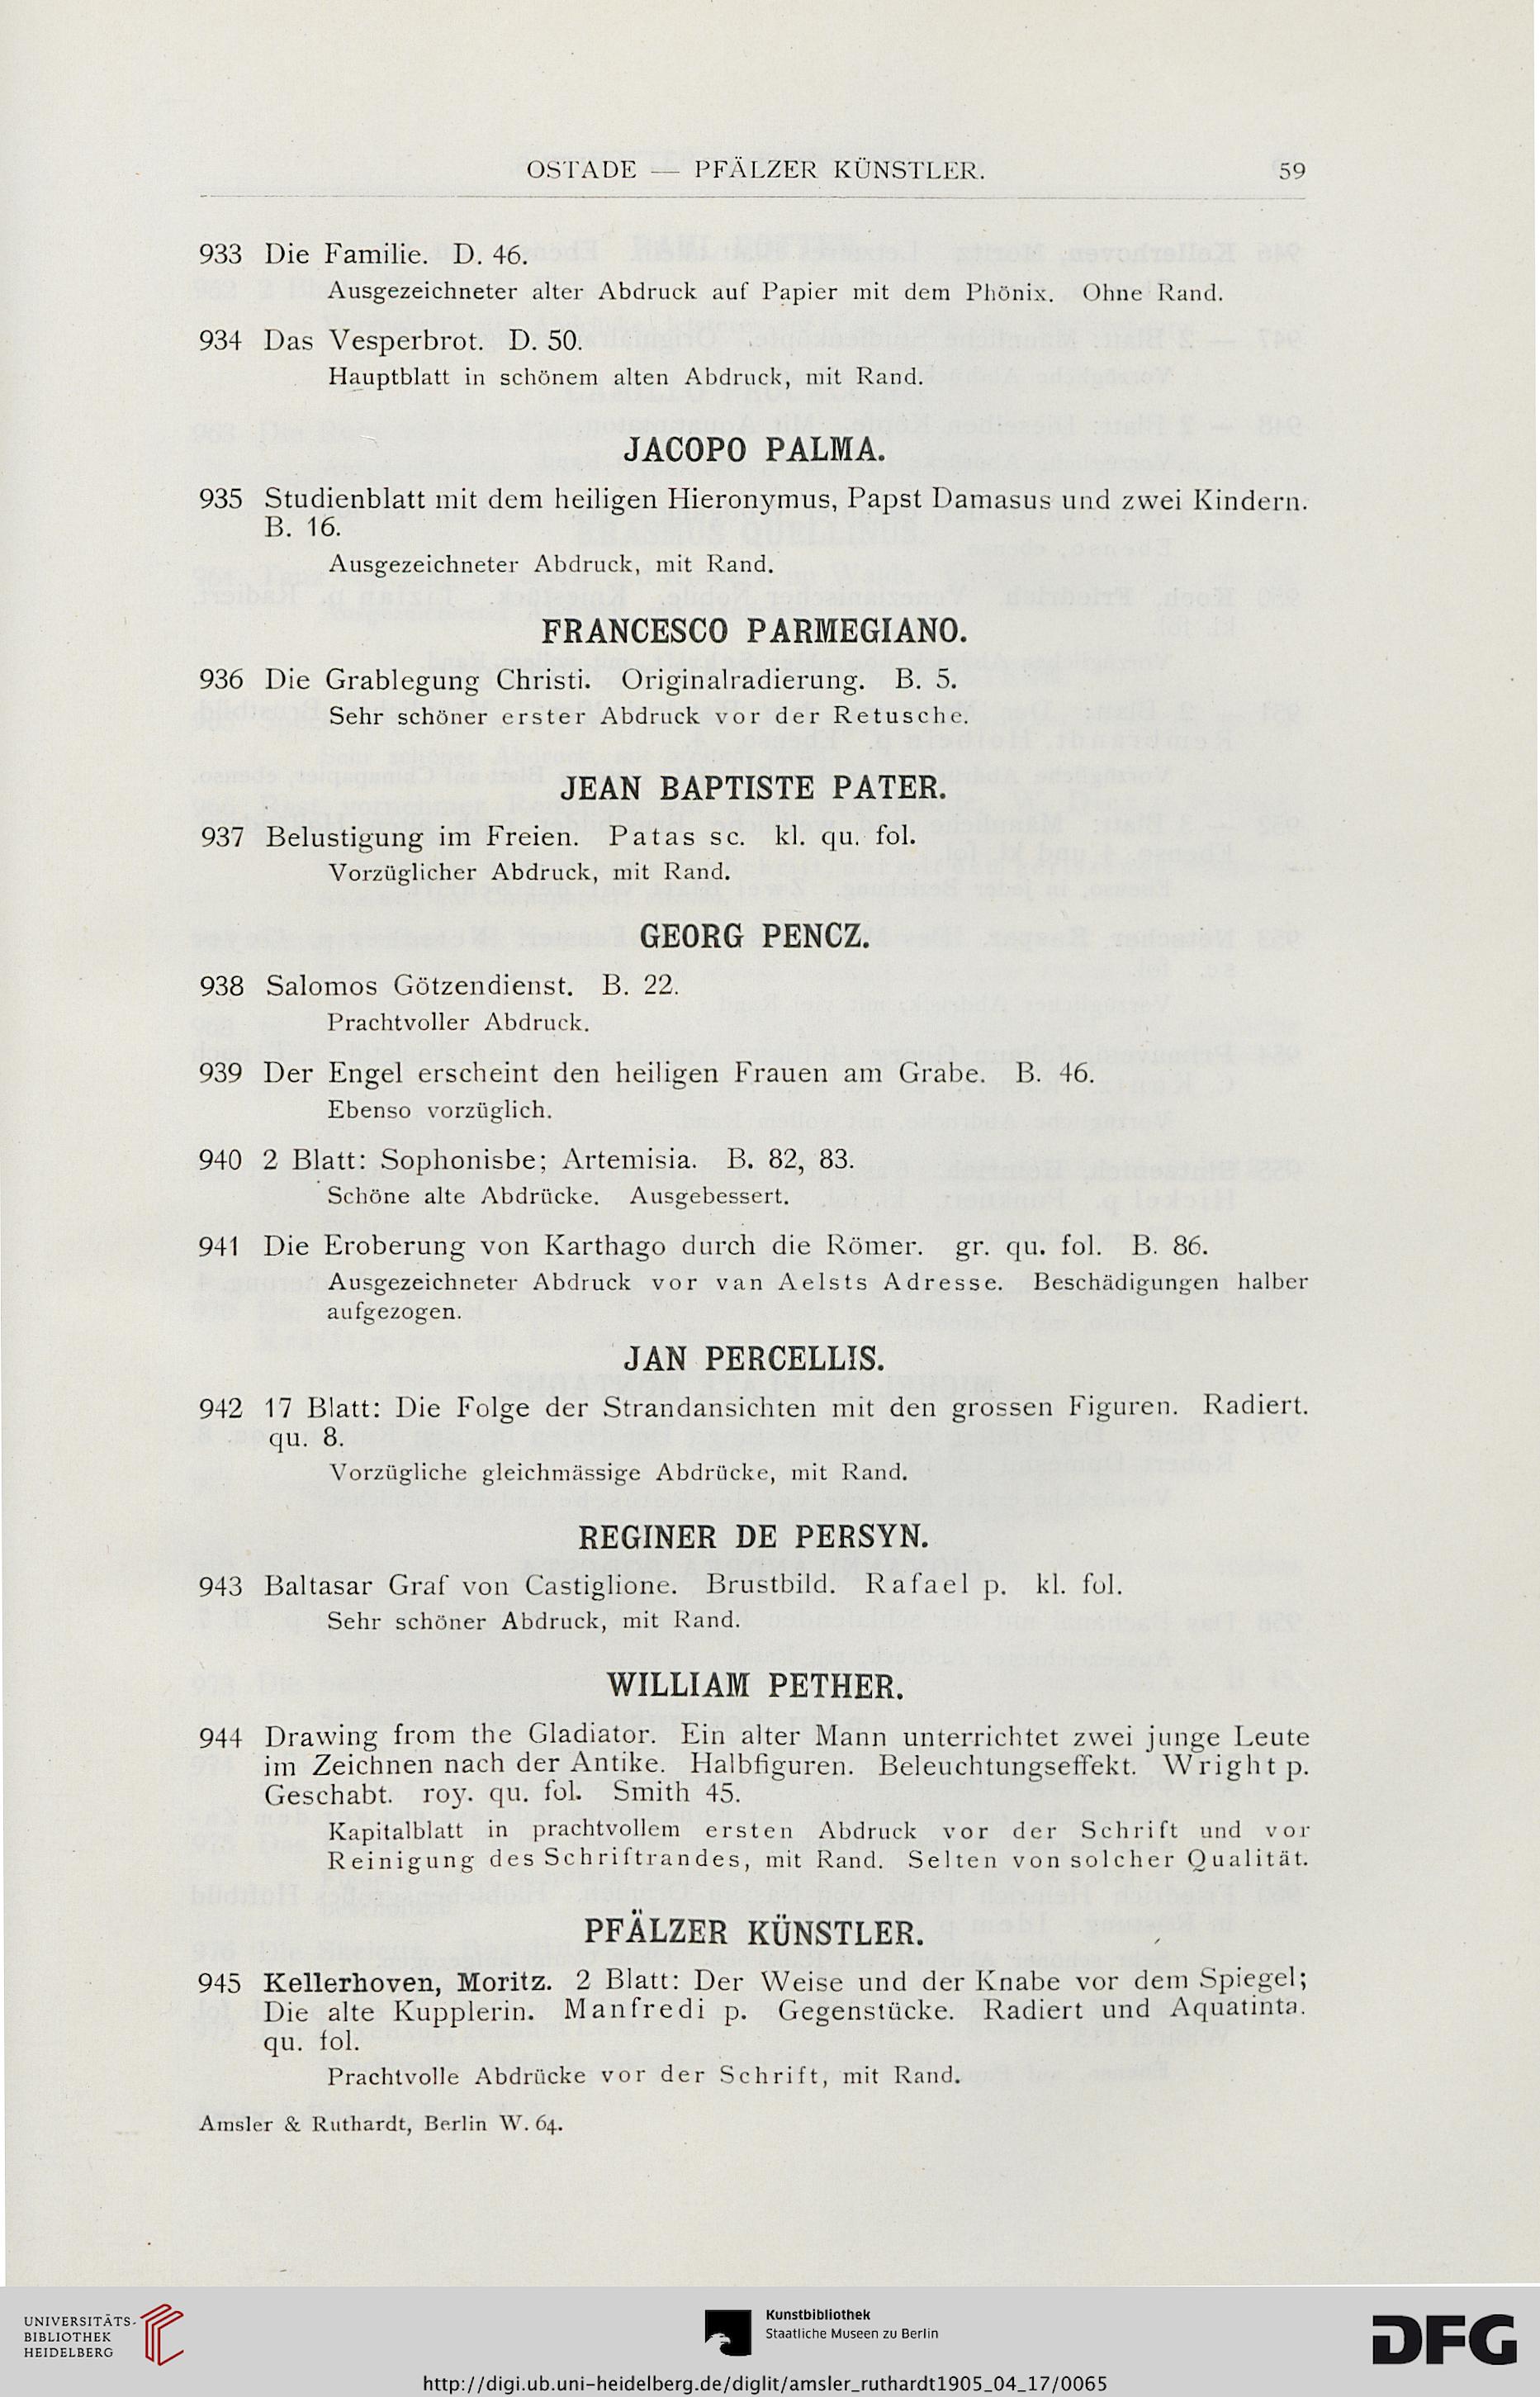 OSTADE — PFÄLZER KÜNSTLER. 59
933 Die Familie. D. 46.
Ausgezeichneter alter Abdruck auf Papier mit dem Phönix. Ohne Rand.
934 Das Vesperbrot. D. 50.
Hauptblatt in schönem alten Abdruck, mit Rand.
JACOPO PALMA.
935 Studienblatt mit dem heiligen Hieronymus, Papst Damasus und zwei Kindern.
B. 16.
Ausgezeichneter Abdruck, mit Rand.
FRANCESCO PARMEGIANO.
936 Die Grablegung Christi. Originalradierung. B. 5.
Sehr schöner erster Abdruck vor der Retusche.
JEAN BAPTISTE PATER.
937 Belustigung im Freien. Patas sc. kl. qu. fol.
Vorzüglicher Abdruck, mit Rand.
GEORG PENCZ.
938 Salomos Götzendienst. B. 22.
Prachtvoller Abdruck.
939 Der Engel erscheint den heiligen Frauen am Grabe. B. 46.
Ebenso vorzüglich.
940 2 Blatt: Sophonisbe; Artemisia. B. 82, 83.
Schöne alte Abdrücke. Ausgebessert.
941 Die Eroberung von Karthago durch die Römer. gr. qu. fol. B. 86.
Ausgezeichneter Abdruck vor van Aelsts Adresse. Beschädigungen halber
aufgezogen.
JAN PERCELLIS.
942 17 Blatt: Die Folge der Strandansichten mit den grossen Figuren. Radiert.
qu. 8.
Vorzügliche gleichmässige Abdrücke, mit Rand.
REGINER DE PERSYN.
943 Baltasar Graf von Castiglione. Brustbild. Rafael p. kl. fol.
Sehr schöner Abdruck, mit Rand.
WILLIAM PETHER.
944 Drawing from the Gladiator. Ein alter Mann unterrichtet zwei junge Leute
im Zeichnen nach der Antike. Halbfiguren. Beleuchtungseffekt. Wright p.
Geschabt. roy. qu. fol. Smith 45.
Kapitalblatt in prachtvollem ersten Abdruck vor der Schrift und vor
Reinigung des Schriftrandes, mit Rand. Selten von solcher Qualität.
PFÄLZER KÜNSTLER.
945 Kellerhoven, Moritz. 2 Blatt: Der Weise und der Knabe vor dem Spiegel;
Die alte Kupplerin. Manfredi p. Gegenstücke. Radiert und Aquatinta.
qu. fol.
Prachtvolle Abdrücke vor der Schrift, mit Rand.
Amsler & Ruthardt, Berlin W. 64.
UNIVERSITÄTS-
BIBLIOTHEK
HEIDELBERG
Kunstbibliothek
Staatliche Museen zu Berlin
DFG
http://digi.ub.uni-heidelberg.de/diglit/amsler_ruthardt1905_04_17/0065